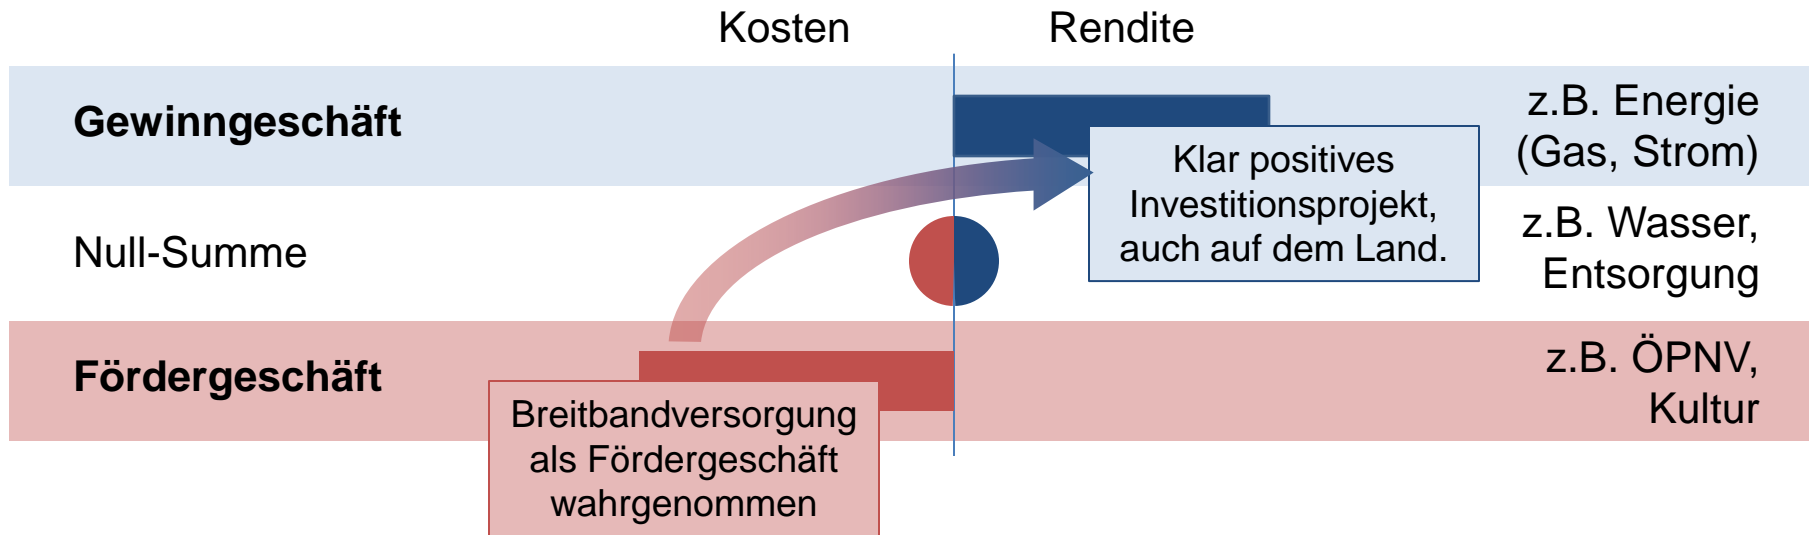 Kosten
Rendite
Gewinngeschäft
z.B. Energie
(Gas, Strom)
Klar positives
Investitionsprojekt,
auch auf dem Land.
Null-Summe
z.B. Wasser,
Entsorgung
Fördergeschäft
z.B. ÖPNV,
Kultur
Breitbandversorgung
als Fördergeschäft
wahrgenommen